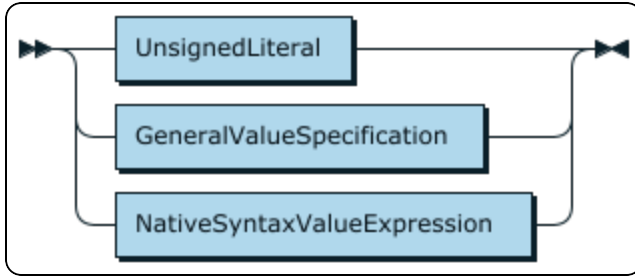 UnsignedLiteral
GeneralValueSpecification
NativeSyntaxValueExpression